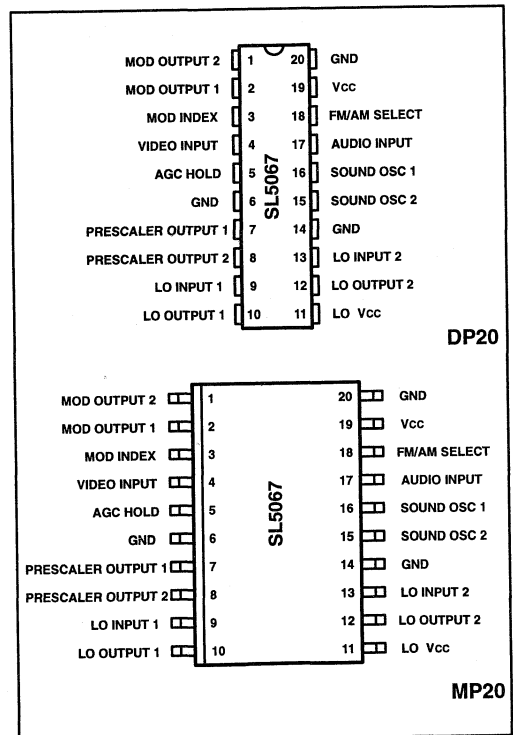 MOD OUTPUT 2 1 20 GND
MOD OUTPUT 1 2 19 Vcc
MOD INDEX 3 18 FM/AM SELECT
VIDEO INPUT 4 17 AUDIO INPUT
AGC HOLD 5 16 SOUND OSC 1
GND 6 15 SOUND OSC 2
PRESCALER OUTPUT 1 7 14 GND
PRESCALER OUTPUT 2 8 13 LO INPUT 2
LO INPUT 1 9 12 LO OUTPUT 2
LO OUTPUT 1 10 11 LO Vcc
SL5067
DP20
MOD OUTPUT 2 1 20 GND
MOD OUTPUT 1 2 19 Vcc
MOD INDEX 3 18 FM/AM SELECT
VIDEO INPUT 4 17 AUDIO INPUT
AGC HOLD 5 16 SOUND OSC 1
GND 6 15 SOUND OSC 2
PRESCALER OUTPUT 1 7 14 GND
PRESCALER OUTPUT 2 8 13 LO INPUT 2
LO INPUT 1 9 12 LO OUTPUT 2
LO OUTPUT 1 10 11 LO Vcc
SL5067
MP20